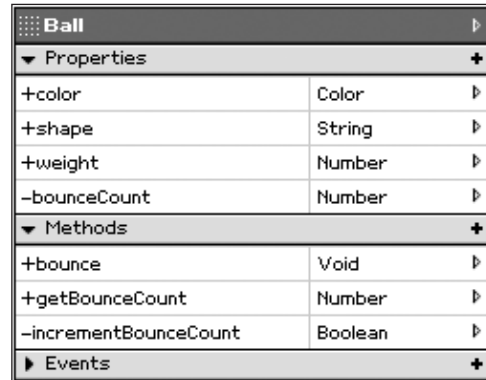 Ball
Properties
+color Color
+shape String
+weight Number
-bounceCount Number
Methods
+bounce Void
+getBounceCount Number
-incrementBounceCount Boolean
Events